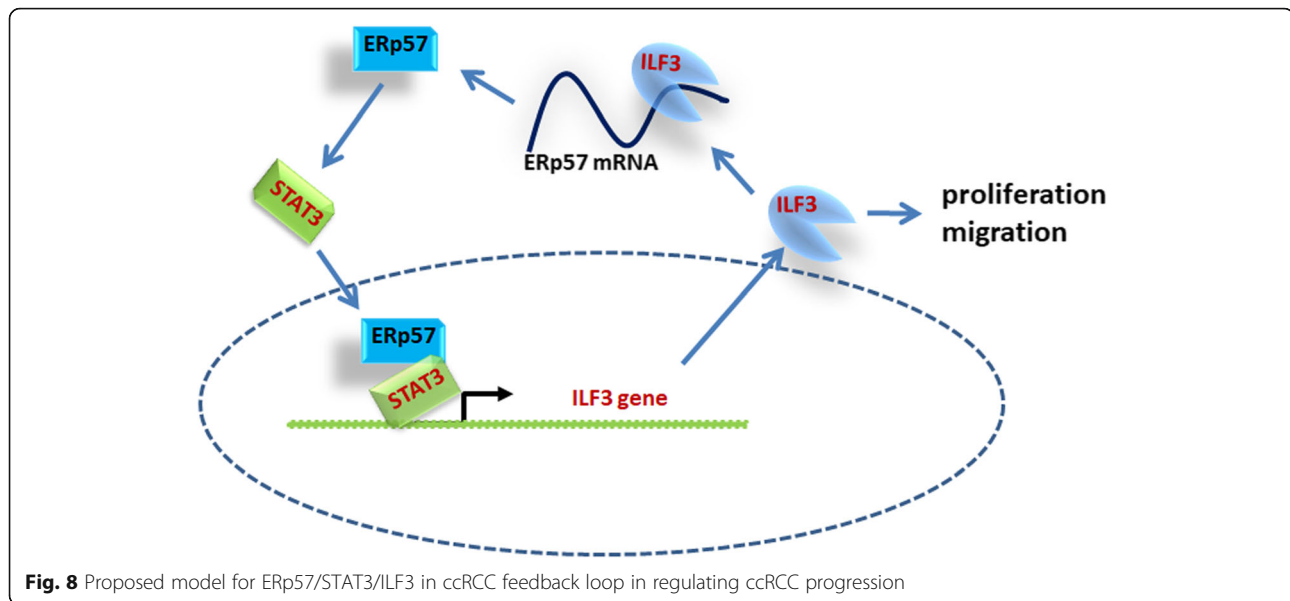 ERp57
ILF3
ERp57 mRNA
STAT3
ILF3
proliferation
migration
ERp57
STAT3
ILF3 gene
Fig. 8 Proposed model for ERp57/STAT3/ILF3 in ccRCC feedback loop in regulating ccRCC progression